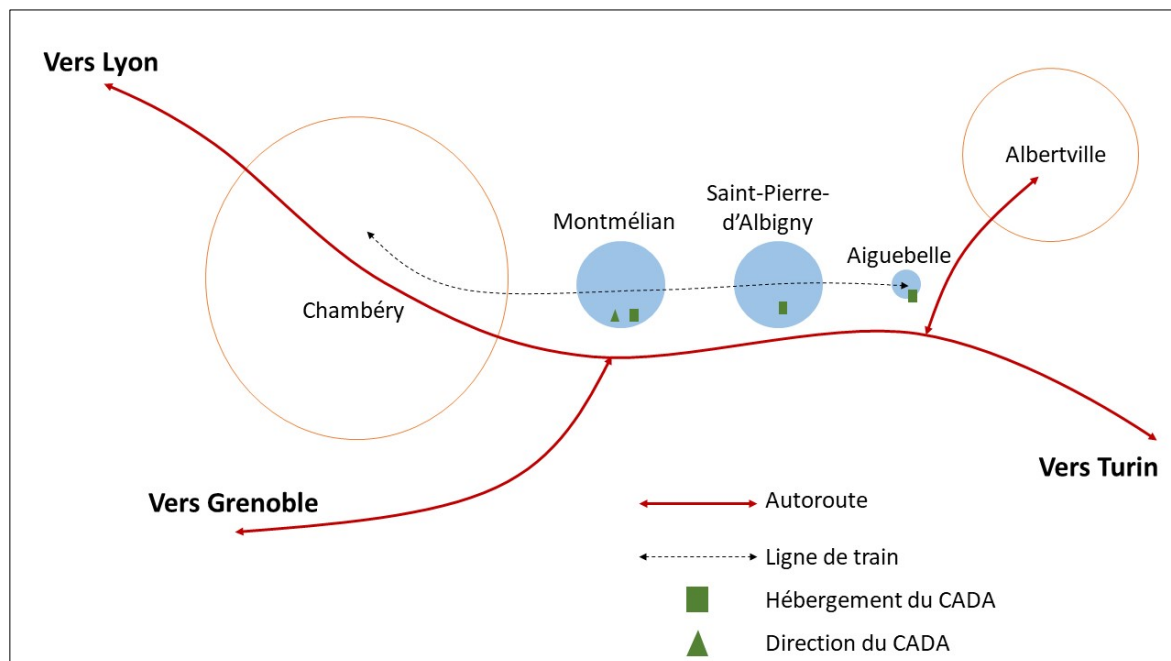 Vers Lyon
Albertville
Saint-Pierre-
d'Albigny
Montmélian
Aiguebelle
Chambéry
Vers Turin
Vers Grenoble
Autoroute
Ligne de train
Hébergement du CADA
Direction du CADA